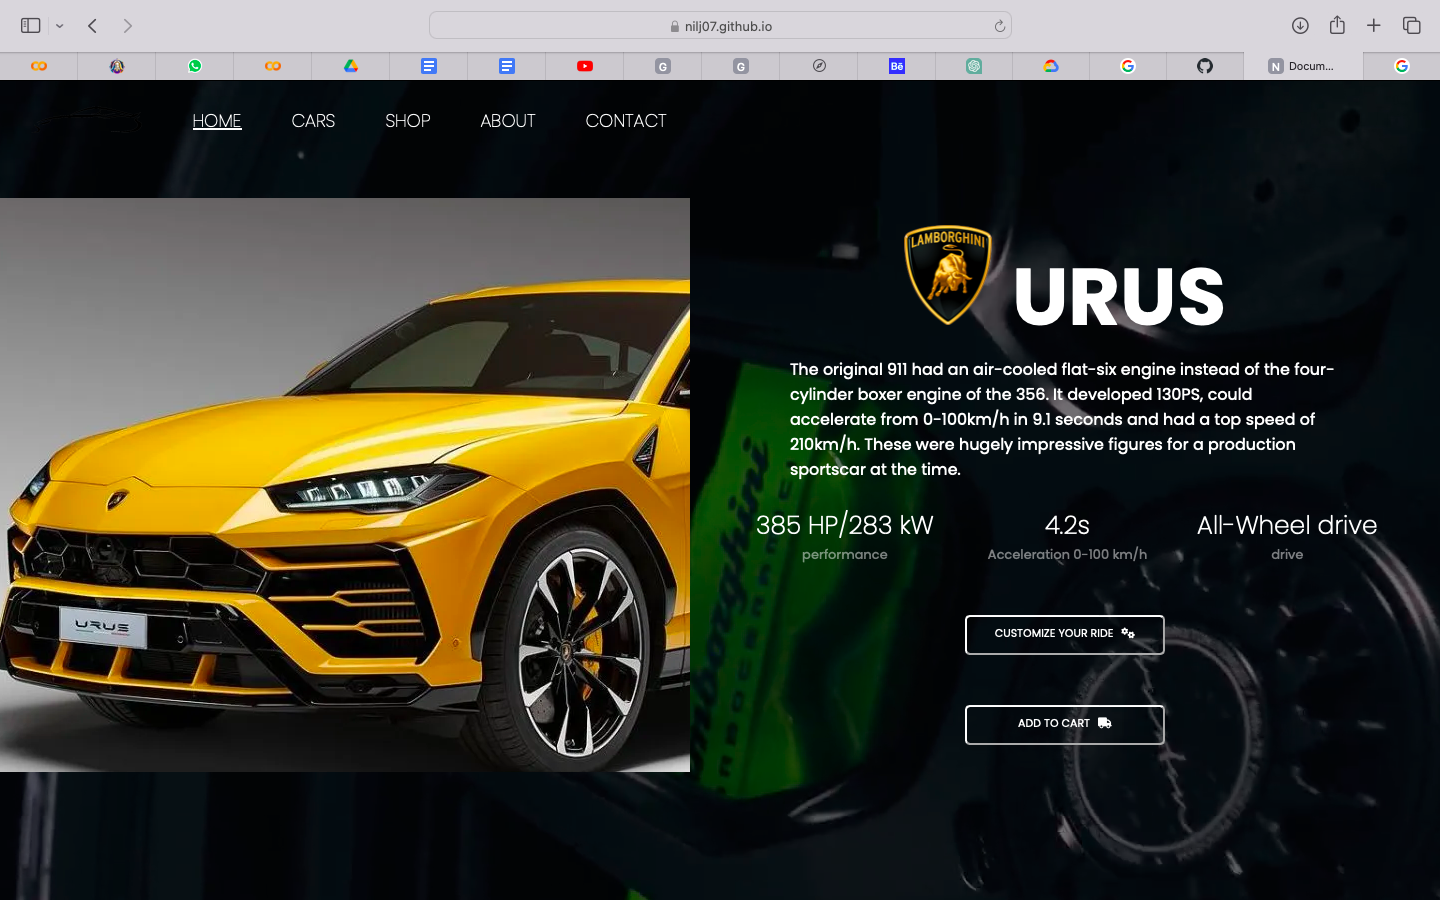 nilj07.github.io
Docum...
HOME CARS SHOP ABOUT CONTACT
LAMBORGHINI
URUS
The original 911 had an air-cooled flat-six engine instead of the four-
cylinder boxer engine of the 356. It developed 130PS, could
accelerate from 0-100km/h in 9.1 seconds and had a top speed of
210km/h. These were hugely impressive figures for a production
sportscar at the time.
385 HP/283 kW 4.2s All-Wheel drive
performance Acceleration 0-100 km/h drive
CUSTOMIZE YOUR RIDE
ADD TO CART
URUS
Lamborghini